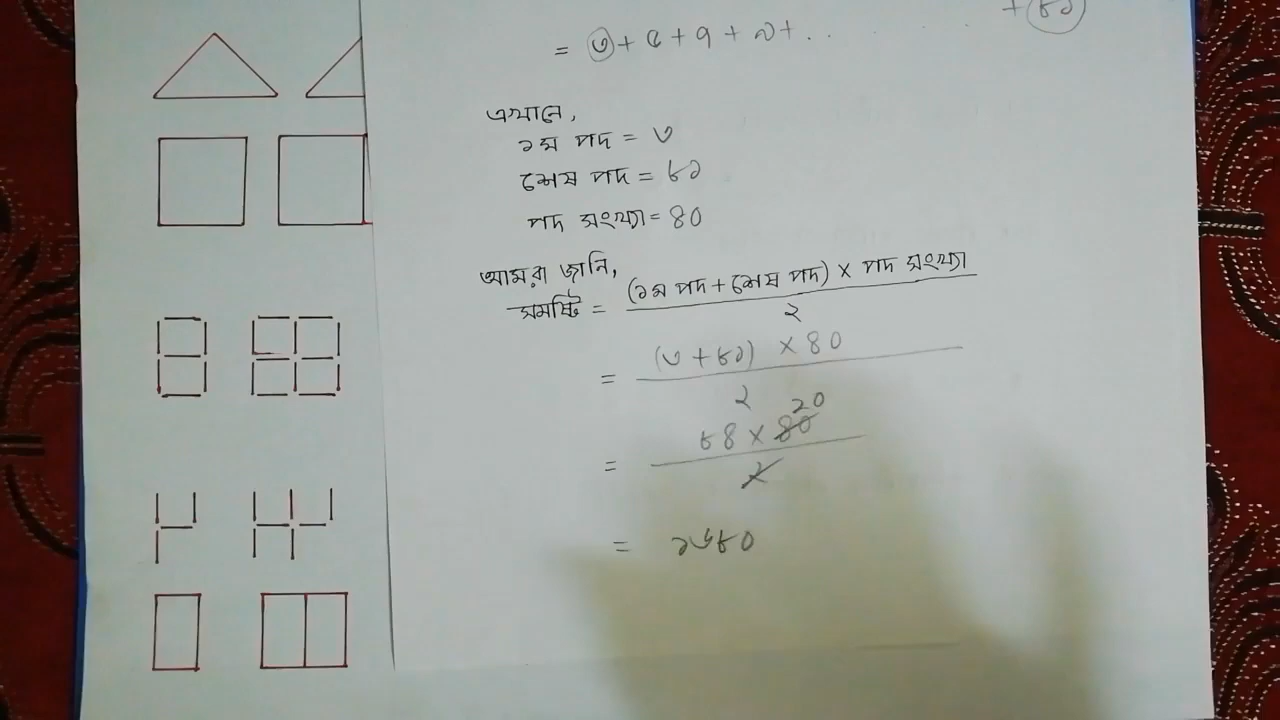 + ৮১
= ৩ + ৫ + ৭ + ৯ + . . . . .
এখানে,
১ম পদ = ৩
শেষ পদ = ৮১
পদ সংখ্যা = ৪০
আমরা জানি,
সমষ্টি = (১ম পদ + শেষ পদ) × পদ সংখ্যা
২
= (৩ + ৮১) × ৪০
২
২০
= ৮৪ × ৪০
২
= ১৬৮০